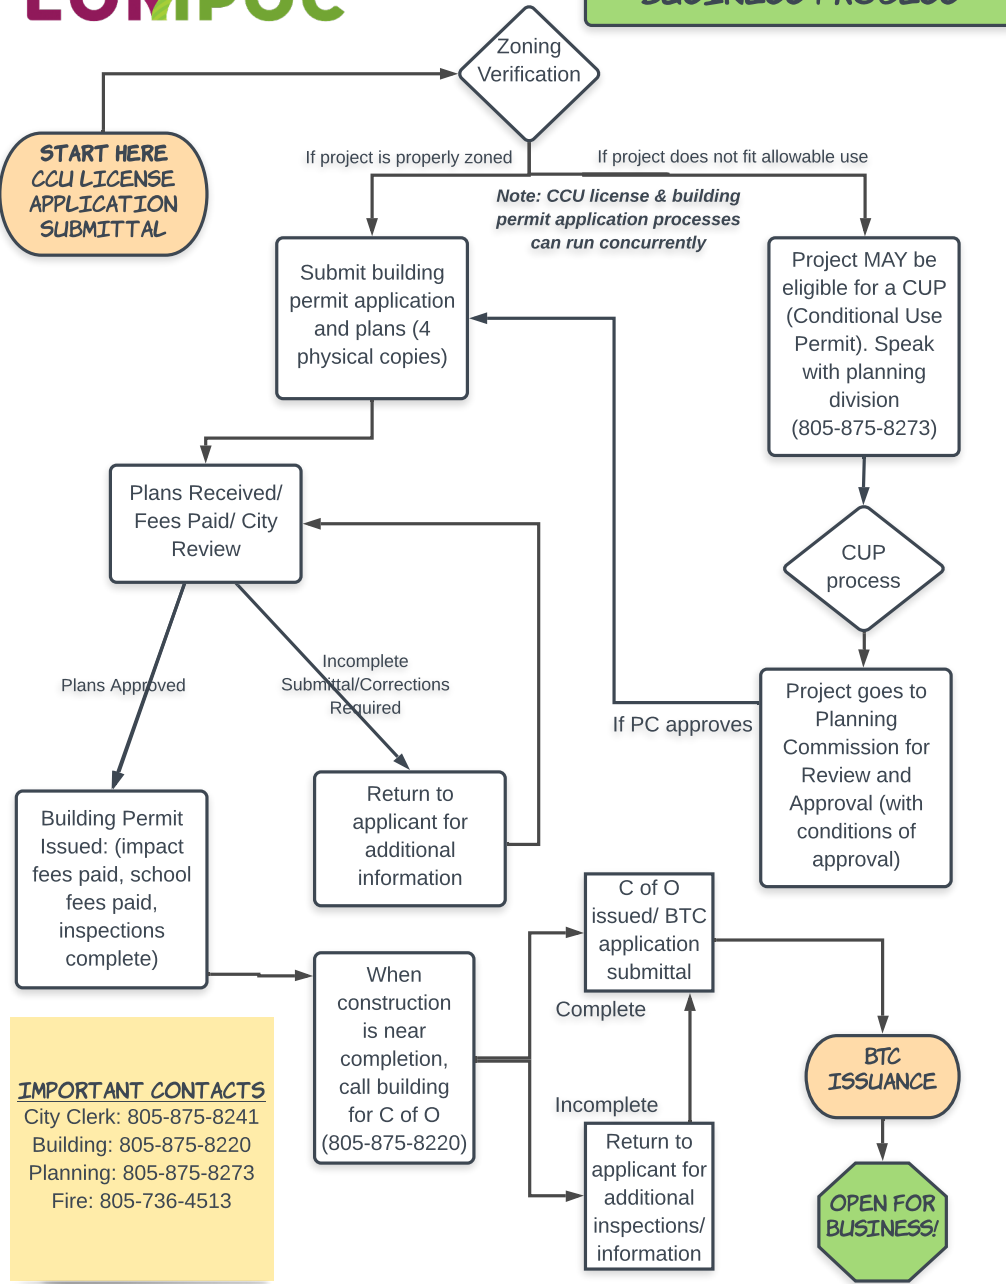 LOMPOC
BUSINESS PROCESS
Zoning
Verification
START HERE
CCU LICENSE
APPLICATION
SUBMITTAL
If project is properly zoned
If project does not fit allowable use
Note: CCU license & building
permit application processes
can run concurrently
Submit building
permit application
and plans (4
physical copies)
Project MAY be
eligible for a CUP
(Conditional Use
Permit). Speak
with planning
division
(805-875-8273)
Plans Received/
Fees Paid/ City
Review
CUP
process
Plans Approved
Incomplete
Submittal/Corrections
Required
If PC approves
Project goes to
Planning
Commission for
Review and
Approval (with
conditions of
approval)
Building Permit
Issued: (impact
fees paid, school
fees paid,
inspections
complete)
Return to
applicant for
additional
information
When
construction
is near
completion,
call building
for C of O
(805-875-8220)
C of O
issued/ BTC
application
submittal
Complete
Incomplete
Return to
applicant for
additional
inspections/
information
BTC
ISSUANCE
OPEN FOR
BUSINESS!
IMPORTANT CONTACTS
City Clerk: 805-875-8241
Building: 805-875-8220
Planning: 805-875-8273
Fire: 805-736-4513